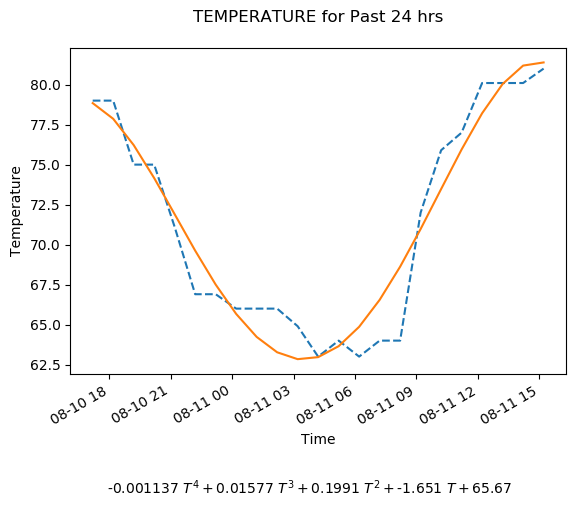 TEMPERATURE for Past 24 hrs
80.0
77.5
75.0
72.5
70.0
67.5
65.0
62.5
Temperature
08-10 18 08-10 21 08-11 00 08-11 03 08-11 06 08-11 09 08-11 12 08-11 15
Time
-0.001137 T⁴ + 0.01577 T³ + 0.1991 T² + -1.651 T + 65.67